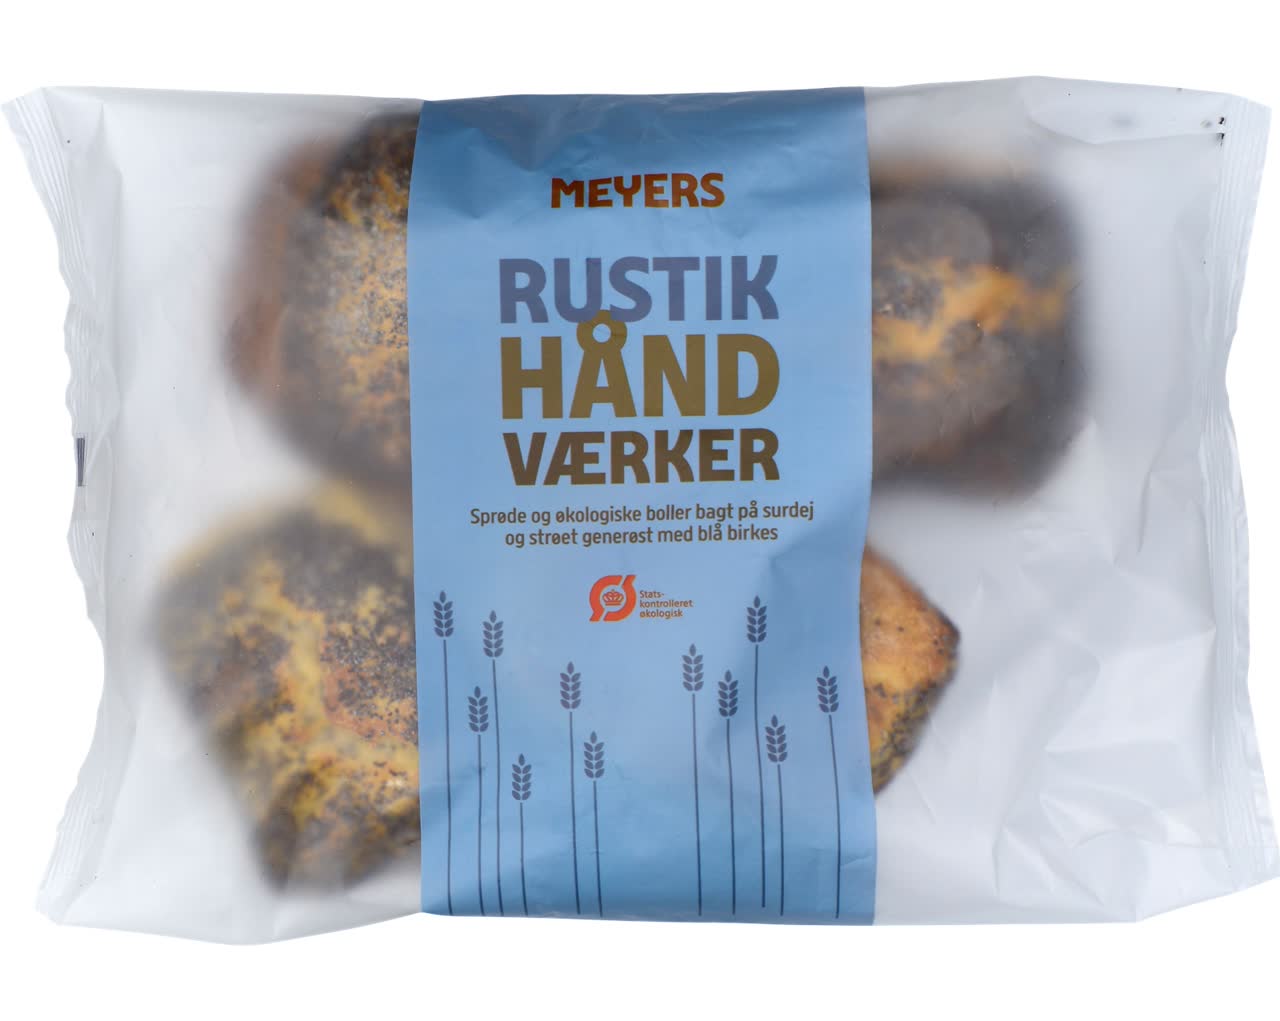 MEYERS
RUSTIK
HÅND
VÆRKER
Sprøde og økologiske boller bagt på surdej
og strøet generøst med blå birkes
Stats-
kontrolleret
økologisk